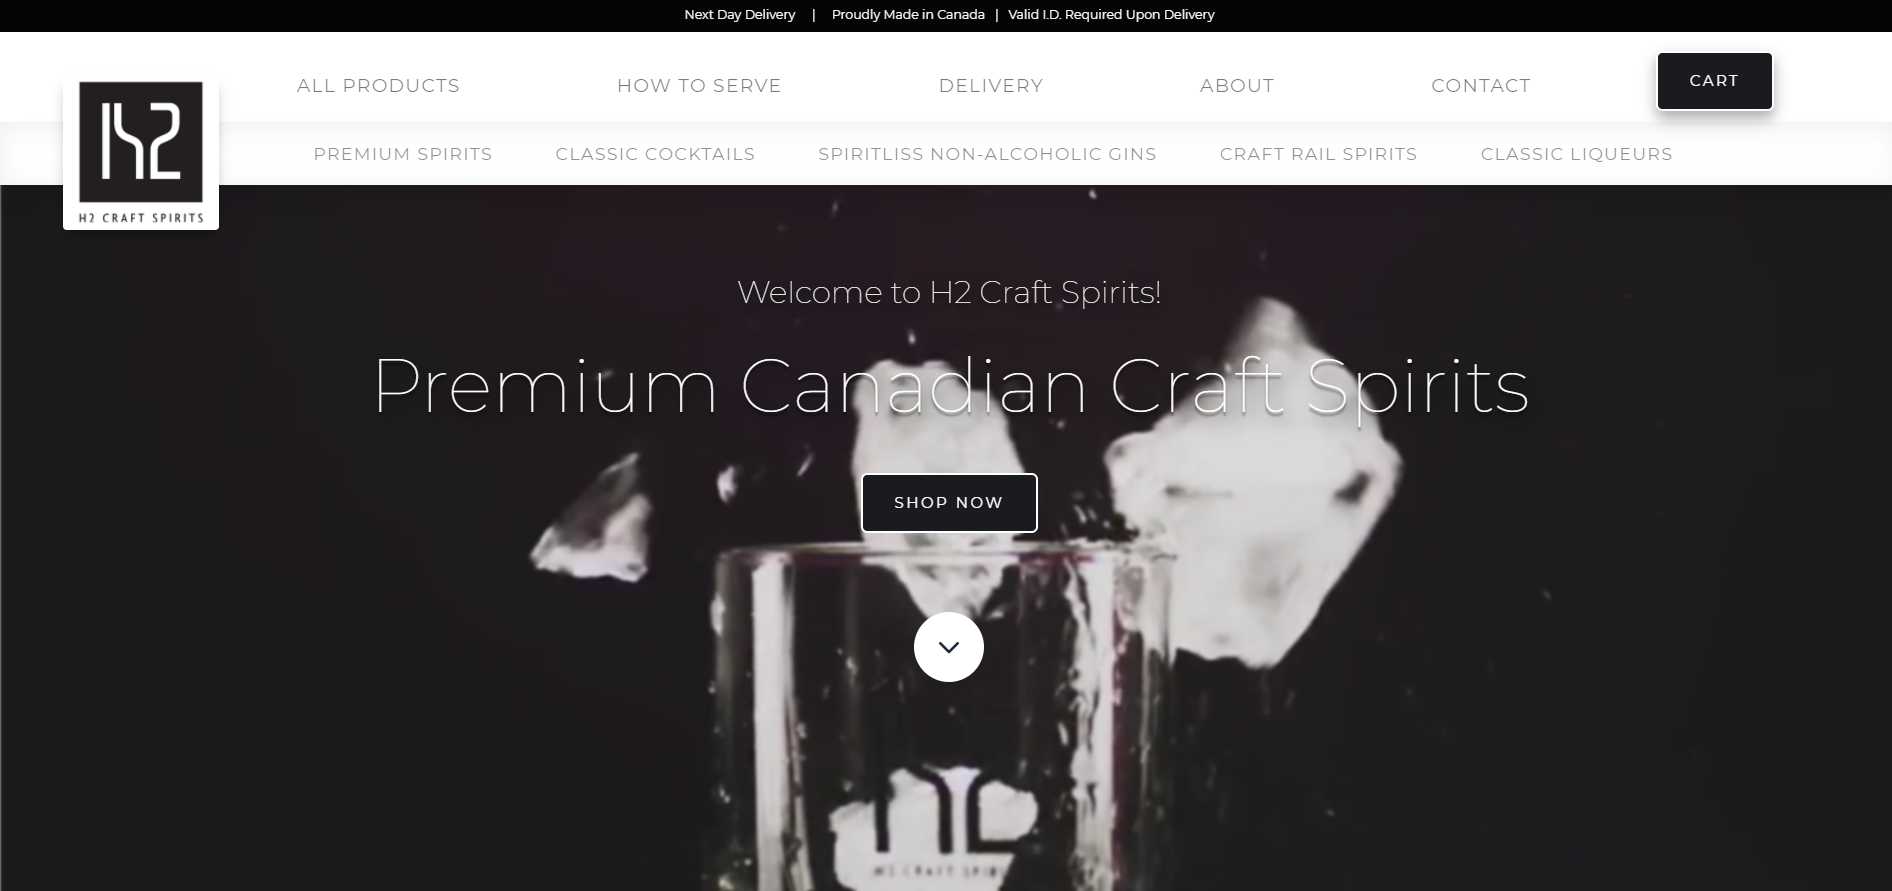 Next Day Delivery | Proudly Made in Canada | Valid I.D. Required Upon Delivery
ALL PRODUCTS HOW TO SERVE DELIVERY ABOUT CONTACT CART
H2
H2 CRAFT SPIRITS
PREMIUM SPIRITS CLASSIC COCKTAILS SPIRITLISS NON-ALCOHOLIC GINS CRAFT RAIL SPIRITS CLASSIC LIQUEURS
Welcome to H2 Craft Spirits!
Premium Canadian Craft Spirits
SHOP NOW
H2
H2 CRAFT SPIRITS